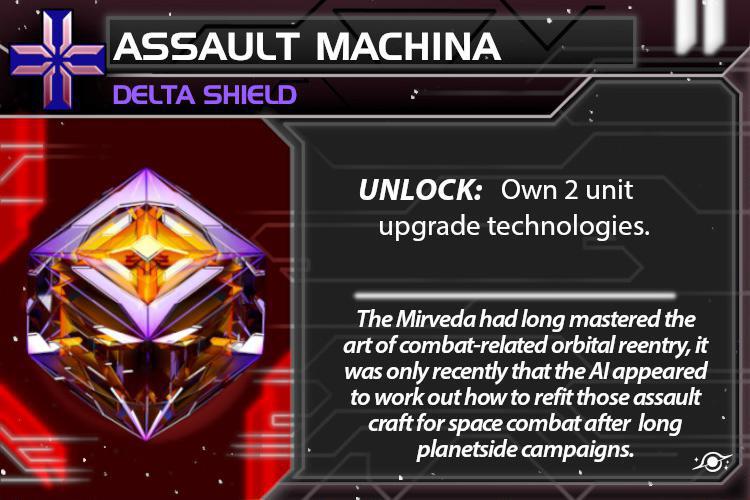 ASSAULT MACHINA
DELTA SHIELD
UNLOCK: Own 2 unit
upgrade technologies.
The Mirveda had long mastered the
art of combat-related orbital reentry, it
was only recently that the AI appeared
to work out how to refit those assault
craft for space combat after long
planetside campaigns.